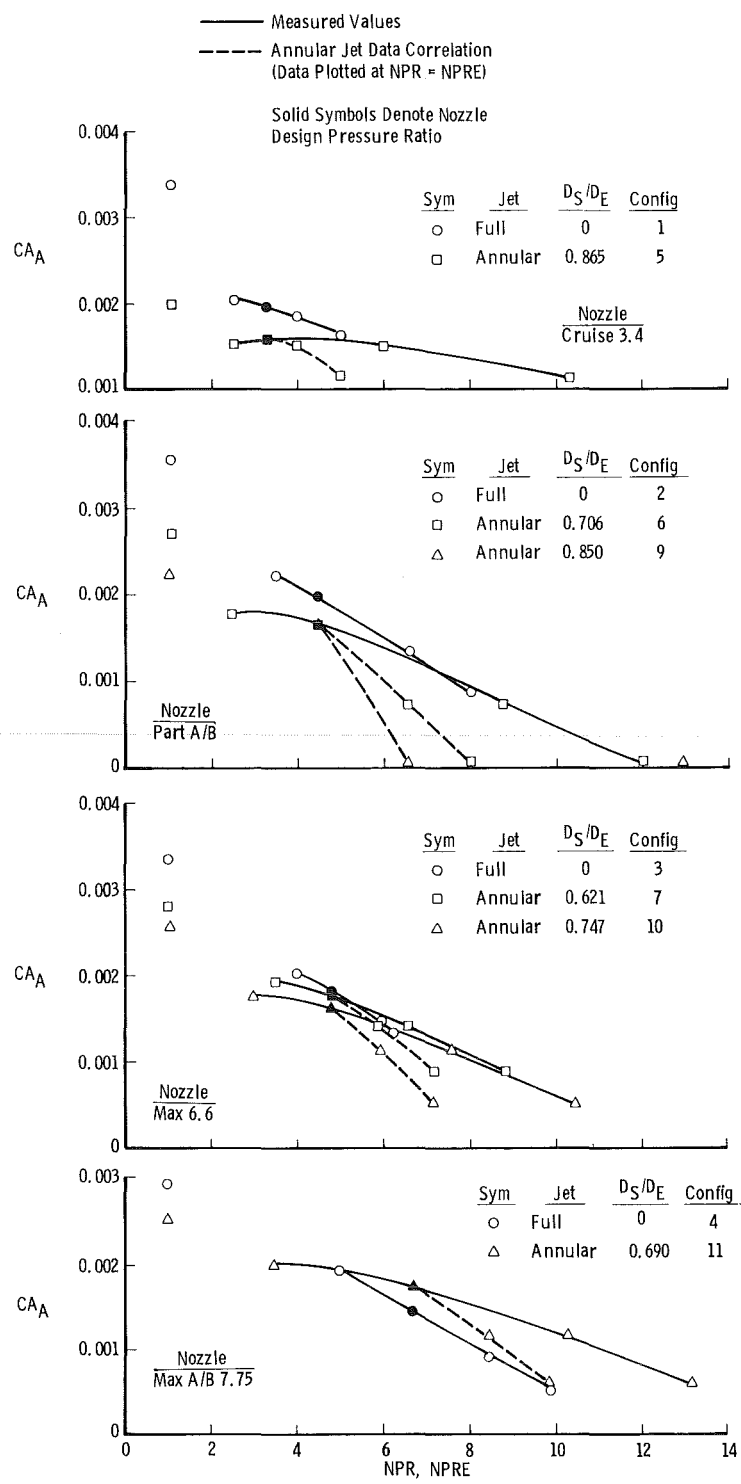 Measured Values
Annular Jet Data Correlation
(Data Plotted at NPR = NPRE)
Solid Symbols Denote Nozzle
Design Pressure Ratio
0.004
0.003
CA_A
0.002
0.001
Sym Jet D_S/D_E Config
Full 0 1
Annular 0.865 5
Nozzle
Cruise 3.4
0.004
0.003
CA_A
0.002
0.001
0
Sym Jet D_S/D_E Config
Full 0 2
Annular 0.706 6
Annular 0.850 9
Nozzle
Part A/B
0.004
0.003
CA_A
0.002
0.001
0
Sym Jet D_S/D_E Config
Full 0 3
Annular 0.621 7
Annular 0.747 10
Nozzle
Max 6.6
0.003
0.002
CA_A
0.001
0
Sym Jet D_S/D_E Config
Full 0 4
Annular 0.690 11
Nozzle
Max A/B 7.75
0 2 4 6 8 10 12 14
NPR, NPRE